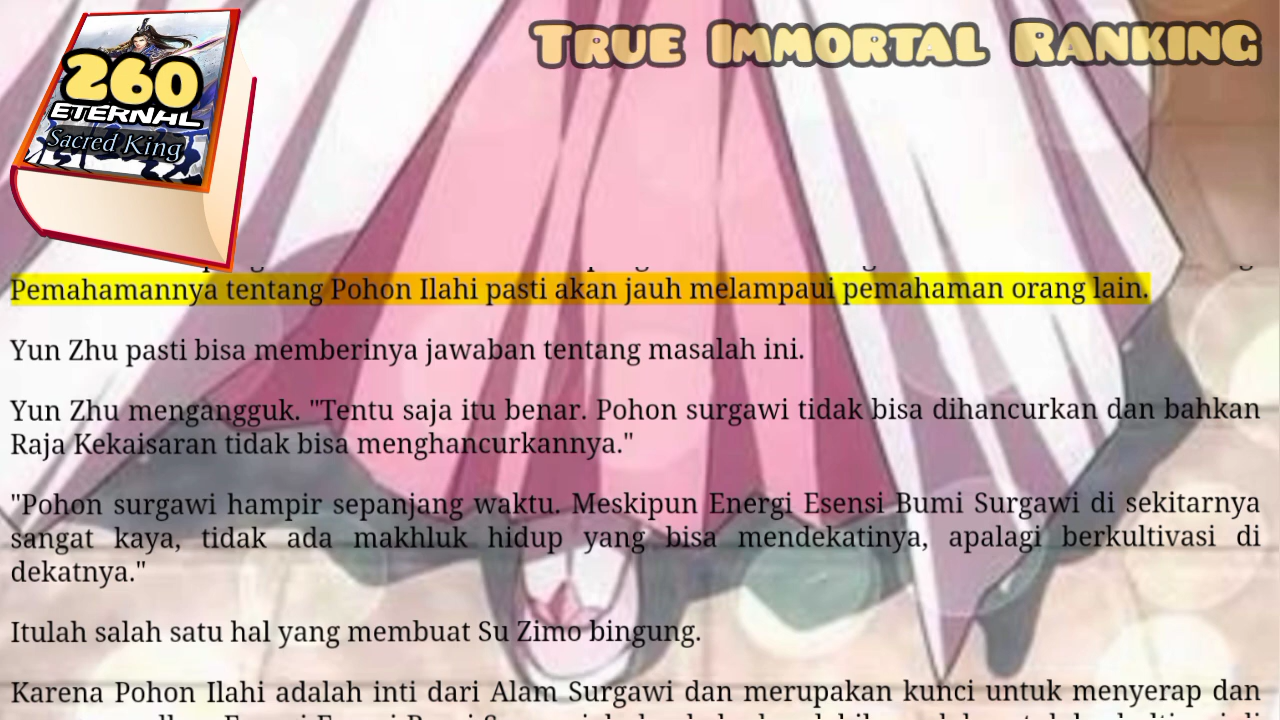 True Immortal Ranking
260
ETERNAL
Sacred King
Pemahamannya tentang Pohon Ilahi pasti akan jauh melampaui pemahaman orang lain.
Yun Zhu pasti bisa memberinya jawaban tentang masalah ini.
Yun Zhu mengangguk. "Tentu saja itu benar. Pohon surgawi tidak bisa dihancurkan dan bahkan
Raja Kekaisaran tidak bisa menghancurkannya."
"Pohon surgawi hampir sepanjang waktu. Meskipun Energi Esensi Bumi Surgawi di sekitarnya
sangat kaya, tidak ada makhluk hidup yang bisa mendekatinya, apalagi berkultivasi di
dekatnya."
Itulah salah satu hal yang membuat Su Zimo bingung.
Karena Pohon Ilahi adalah inti dari Alam Surgawi dan merupakan kunci untuk menyerap dan